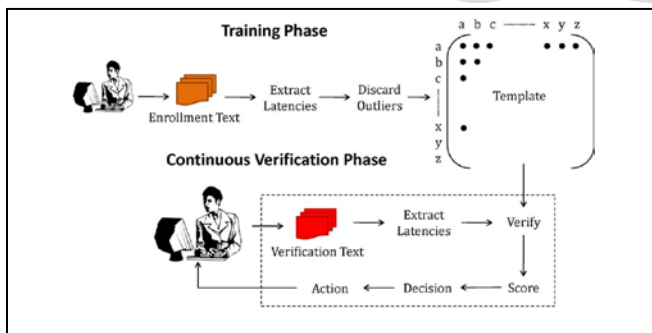 Training Phase
a b c x y z
a
b
c
x
y
z
Template
Enrollment Text
Extract
Latencies
Discard
Outliers
Continuous Verification Phase
Verification Text
Extract
Latencies
Verify
Score
Decision
Action